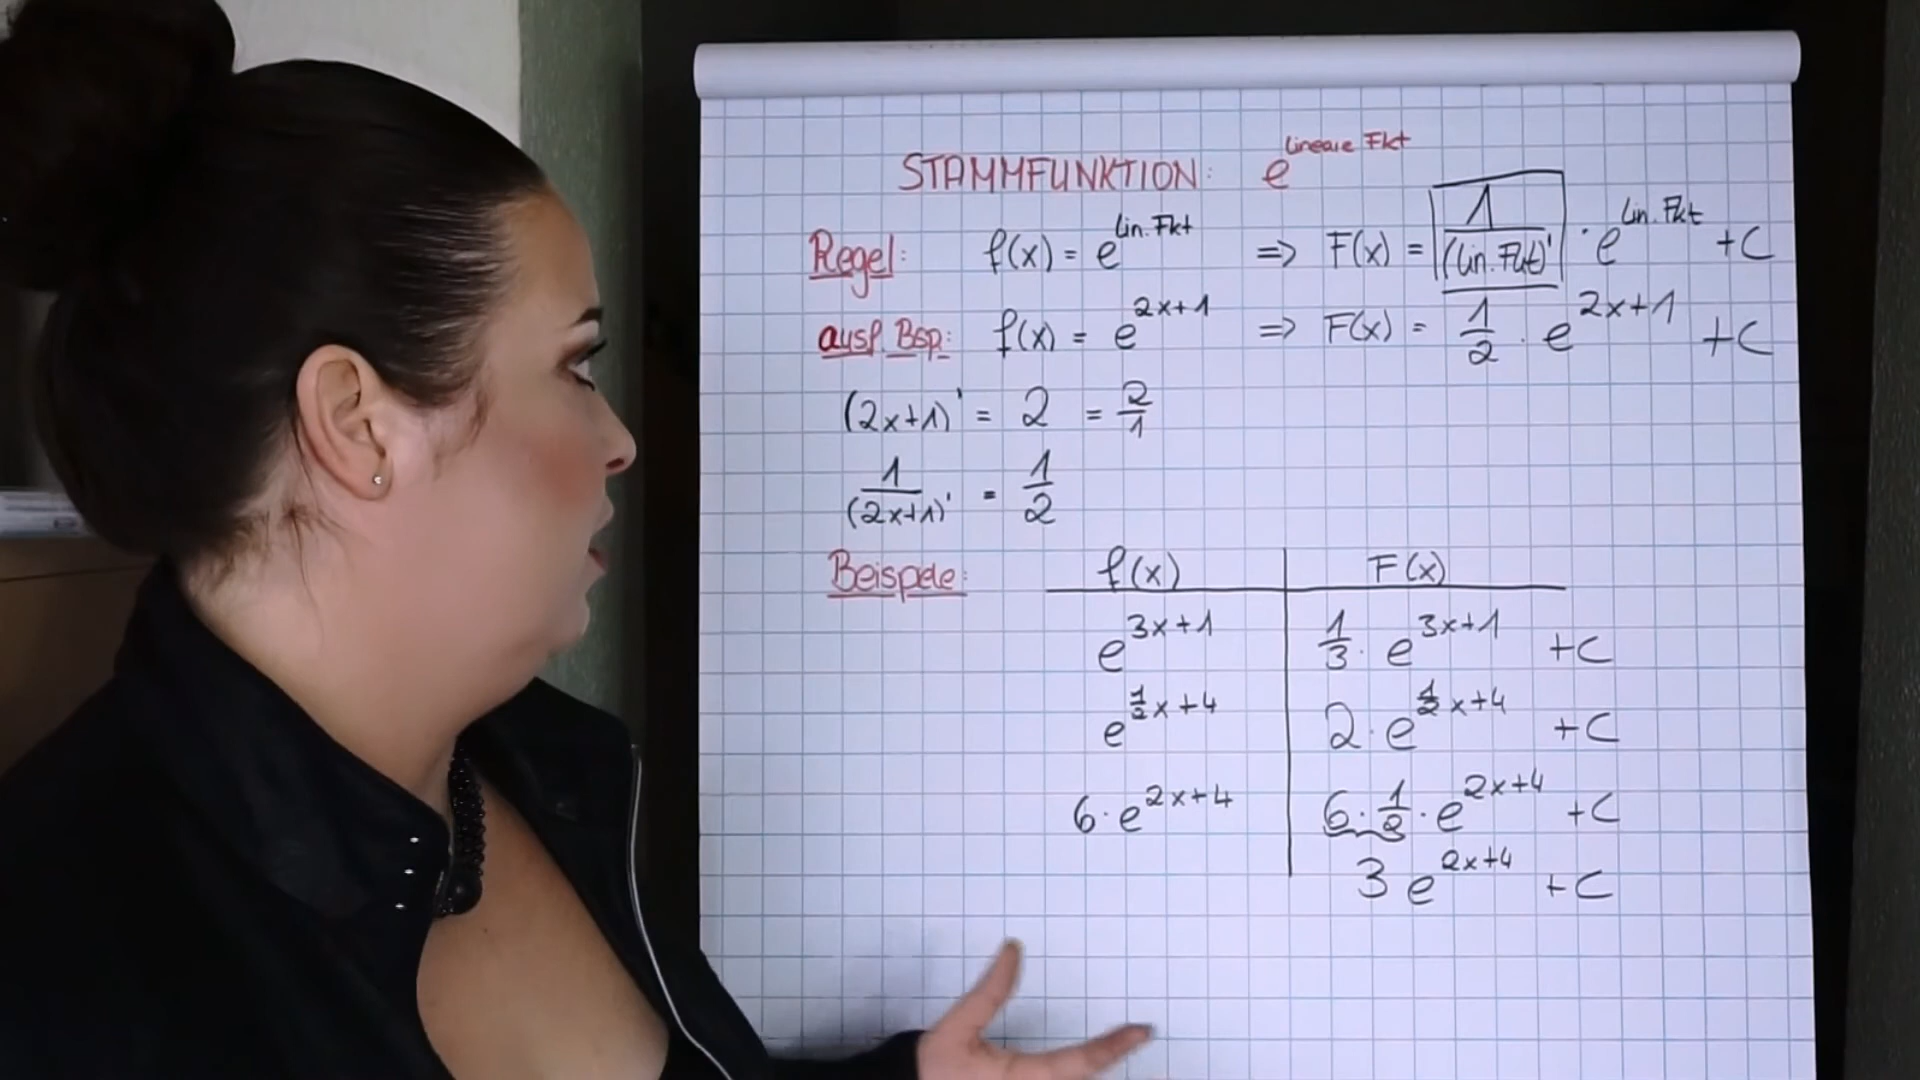 STAMMFUNKTION: e^lineare Fkt
Regel: f(x) = e^lin. Fkt => F(x) = 1/(lin. Fkt)' · e^lin. Fkt +C
ausf. Bsp.: f(x) = e^2x+1 => F(x) = 1/2 · e^2x+1 +C
(2x+1)' = 2 = 2/1
1/(2x+1)' = 1/2
Beispiele: f(x) F(x)
e^3x+1 1/3 · e^3x+1 +C
e^1/2x+4 2 · e^1/2x+4 +C
6 · e^2x+4 6 · 1/2 · e^2x+4 +C
3 e^2x+4 +C